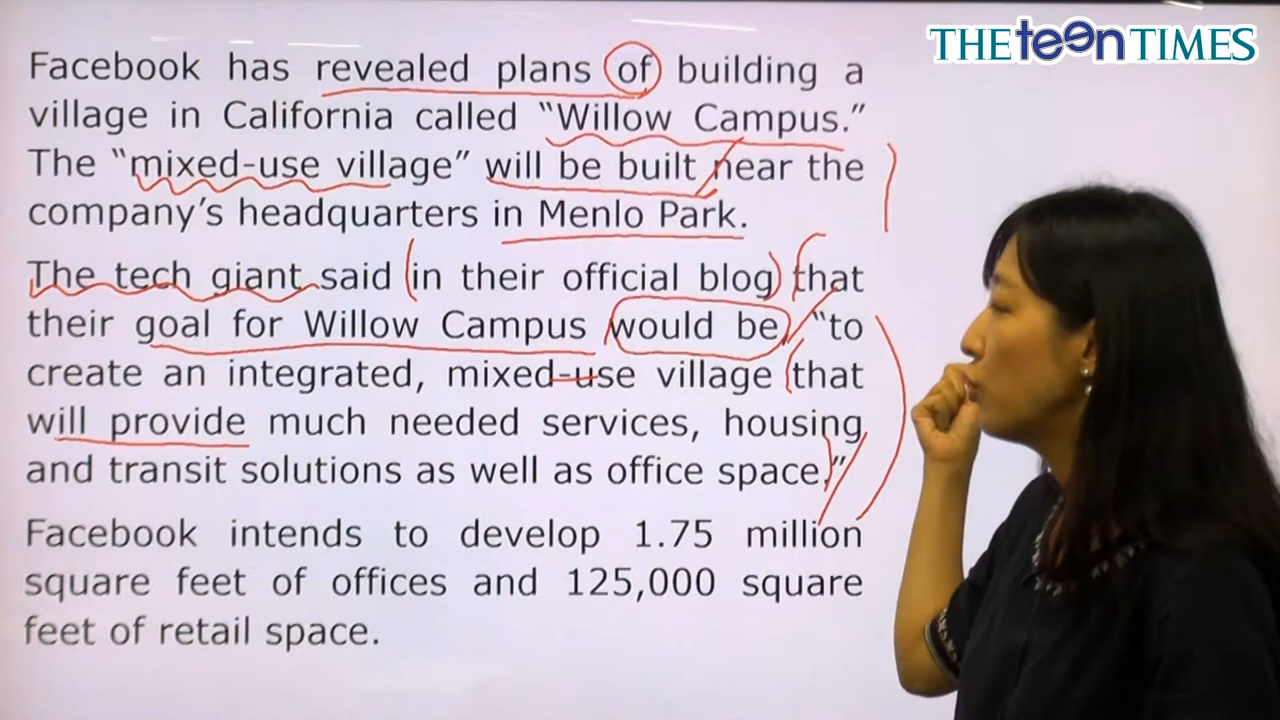 THE teen TIMES
Facebook has revealed plans of building a
village in California called “Willow Campus.”
The “mixed-use village” will be built near the
company’s headquarters in Menlo Park.
The tech giant said in their official blog that
their goal for Willow Campus would be “to
create an integrated, mixed-use village that
will provide much needed services, housing
and transit solutions as well as office space.”
Facebook intends to develop 1.75 million
square feet of offices and 125,000 square
feet of retail space.